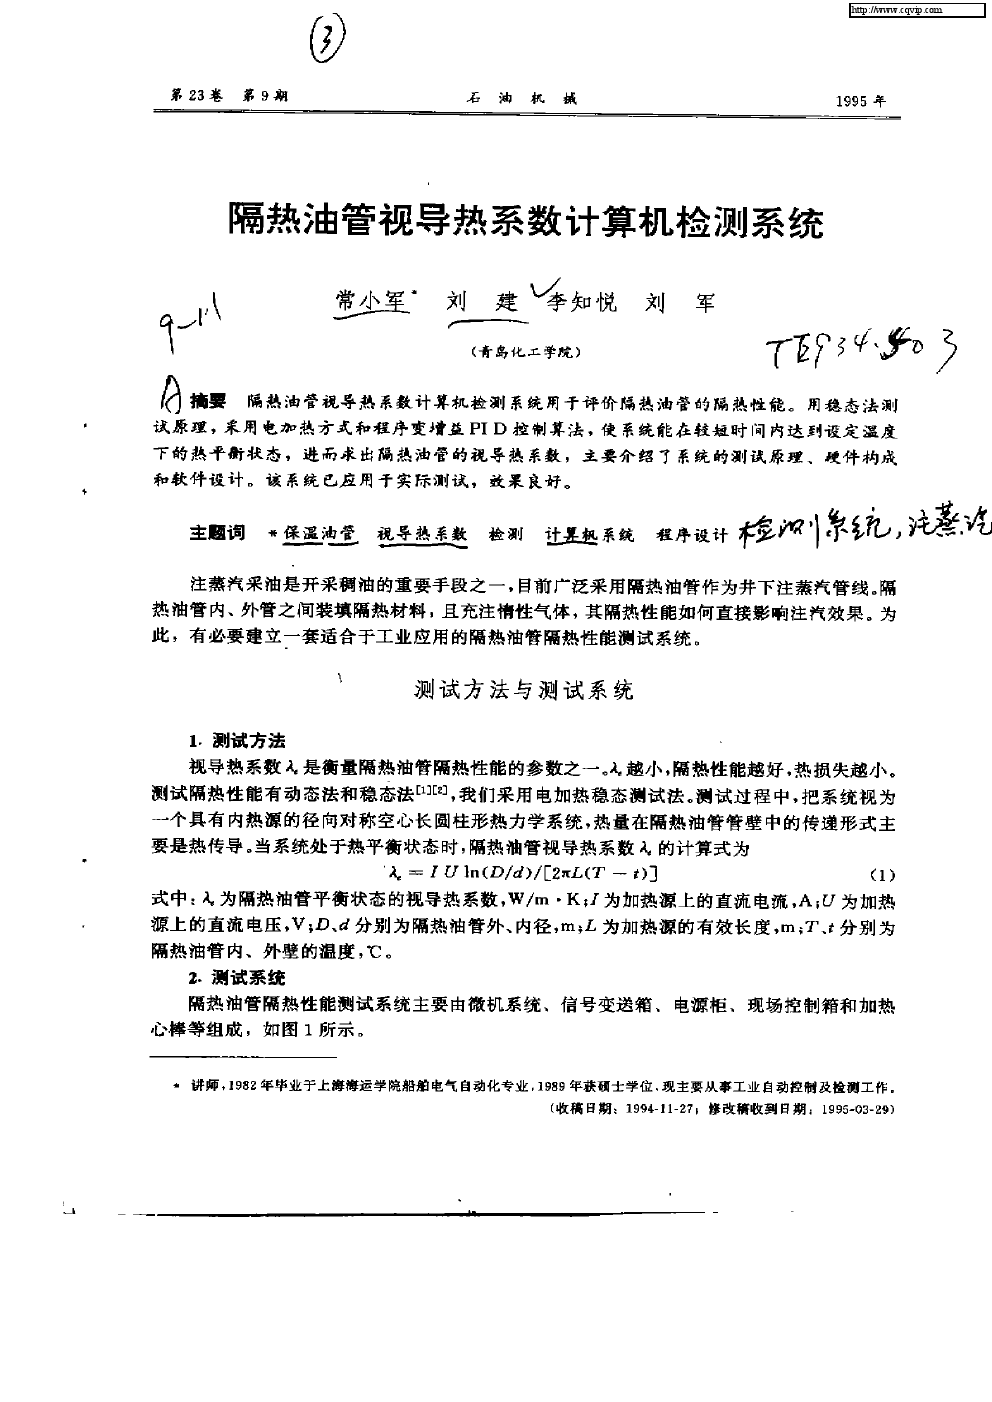 http://www.cqvip.com
③
第23卷 第9期 石油机械 1995年
隔热油管视导热系数计算机检测系统
常小军* 刘 建 李知悦 刘 军
9-11
(青岛化工学院)
TE934.403
A
摘要 隔热油管视导热系数计算机检测系统用于评价隔热油管的隔热性能。用稳态法测
试原理,采用电加热方式和程序变增益PID控制算法,使系统能在较短时间内达到设定温度
下的热平衡状态,进而求出隔热油管的视导热系数,主要介绍了系统的测试原理、硬件构成
和软件设计。该系统已应用于实际测试,效果良好。
主题词 *保温油管 视导热系数 检测 计算机系统 程序设计 检测系统,注蒸汽
注蒸汽采油是开采稠油的重要手段之一,目前广泛采用隔热油管作为井下注蒸汽管线。隔
热油管内、外管之间装填隔热材料,且充注惰性气体,其隔热性能如何直接影响注汽效果。为
此,有必要建立一套适合于工业应用的隔热油管隔热性能测试系统。
测试方法与测试系统
1. 测试方法
视导热系数λe是衡量隔热油管隔热性能的参数之一。λe越小,隔热性能越好,热损失越小。
测试隔热性能有动态法和稳态法[1][2],我们采用电加热稳态测试法。测试过程中,把系统视为
一个具有内热源的径向对称空心长圆柱形热力学系统,热量在隔热油管管壁中的传递形式主
要是热传导。当系统处于热平衡状态时,隔热油管视导热系数λe的计算式为
λe = IU ln(D/d)/[2πL(T − t)] (1)
式中:λe为隔热油管平衡状态的视导热系数,W/m·K;I为加热源上的直流电流,A;U为加热
源上的直流电压,V;D、d分别为隔热油管外、内径,m;L为加热源的有效长度,m;T、t分别为
隔热油管内、外壁的温度,℃。
2. 测试系统
隔热油管隔热性能测试系统主要由微机系统、信号变送箱、电源柜、现场控制箱和加热
心棒等组成,如图1所示。
* 讲师,1982年毕业于上海海运学院船舶电气自动化专业,1989年获硕士学位,现主要从事工业自动控制及检测工作。
(收稿日期:1994-11-27;修改稿收到日期:1995-03-29)